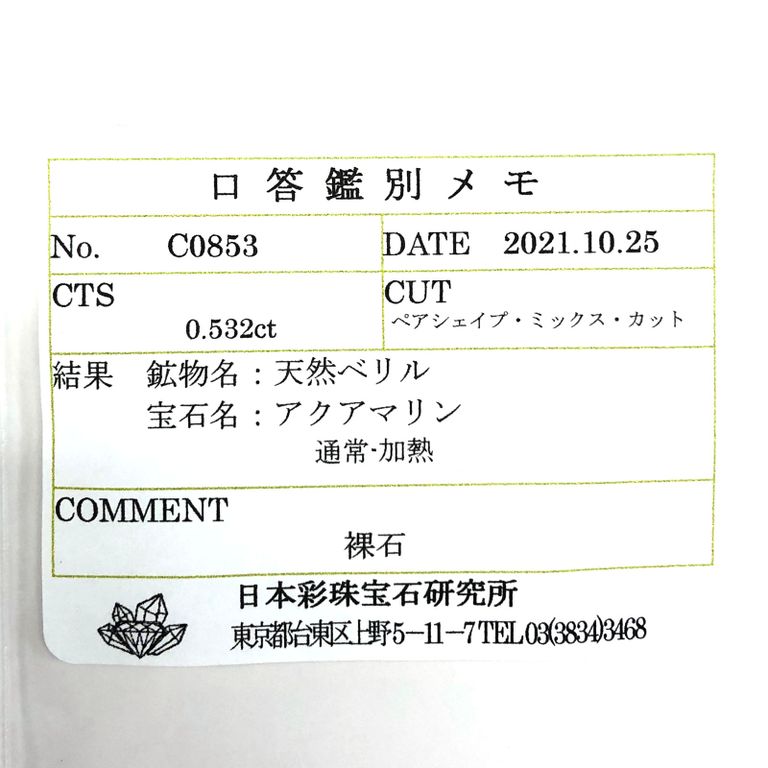 口答鑑別メモ
No. C0853 DATE 2021.10.25
CTS CUT
0.532ct ペアシェイプ・ミックス・カット
結果 鉱物名：天然ベリル
宝石名：アクアマリン
通常-加熱
COMMENT
裸石
日本彩珠宝石研究所
東京都台東区上野5－11－7 TEL 03(3834)3468